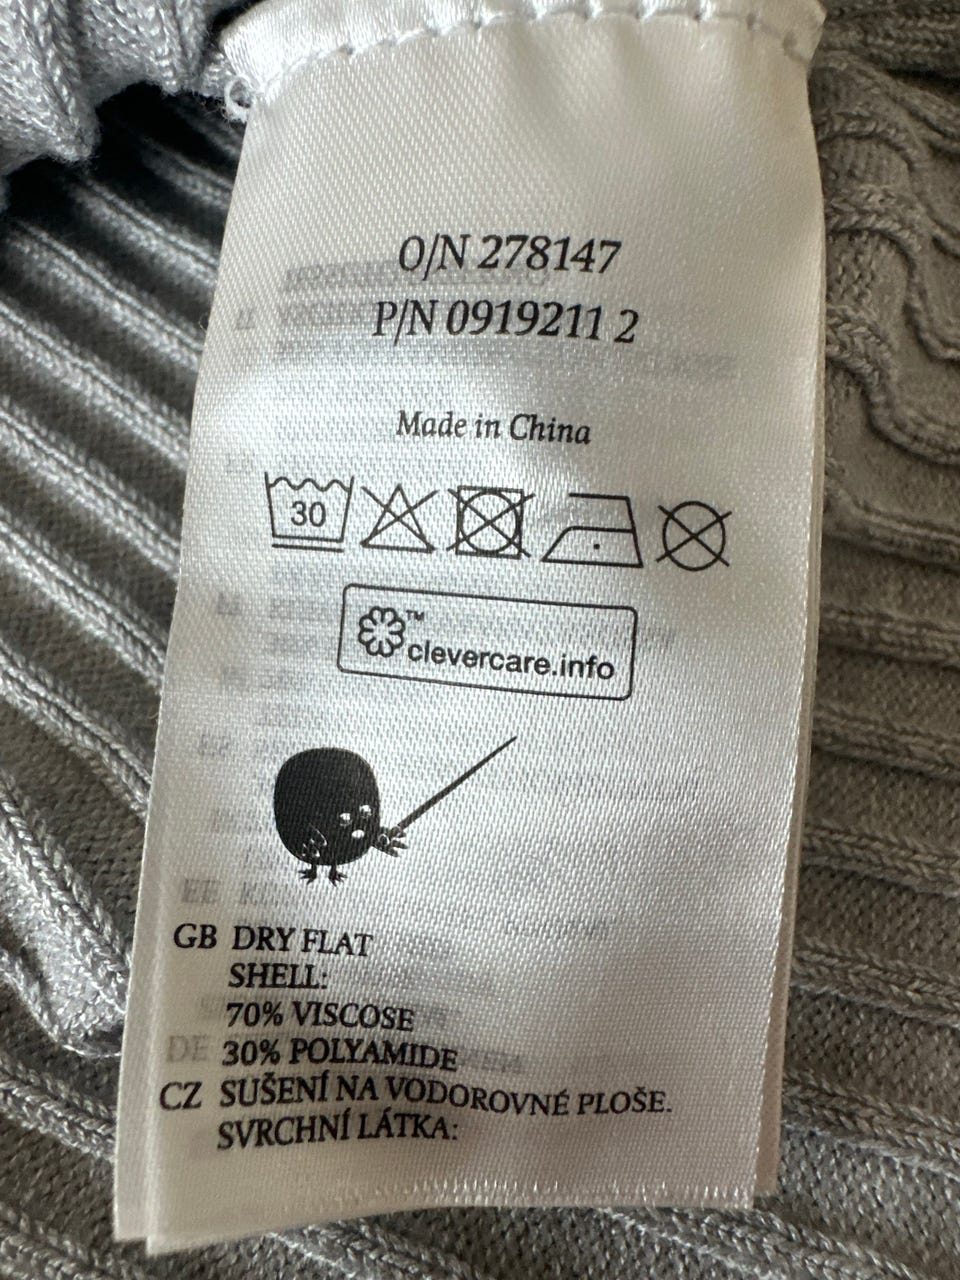 O/N 278147
P/N 0919211 2
Made in China
30
™
clevercare.info
GB DRY FLAT
SHELL:
70% VISCOSE
30% POLYAMIDE
CZ SUŠENÍ NA VODOROVNÉ PLOŠE.
SVRCHNÍ LÁTKA: